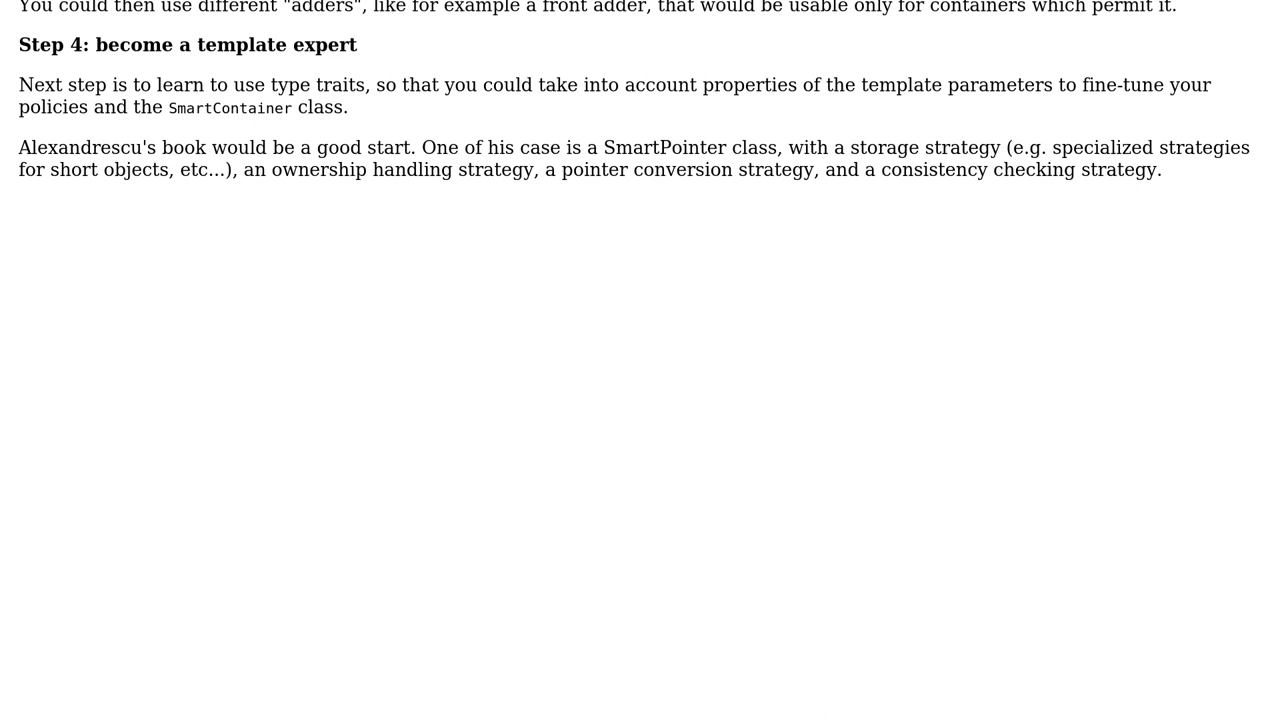 You could then use different "adders", like for example a front adder, that would be usable only for containers which permit it.
Step 4: become a template expert
Next step is to learn to use type traits, so that you could take into account properties of the template parameters to fine-tune your
policies and the SmartContainer class.
Alexandrescu's book would be a good start. One of his case is a SmartPointer class, with a storage strategy (e.g. specialized strategies
for short objects, etc...), an ownership handling strategy, a pointer conversion strategy, and a consistency checking strategy.